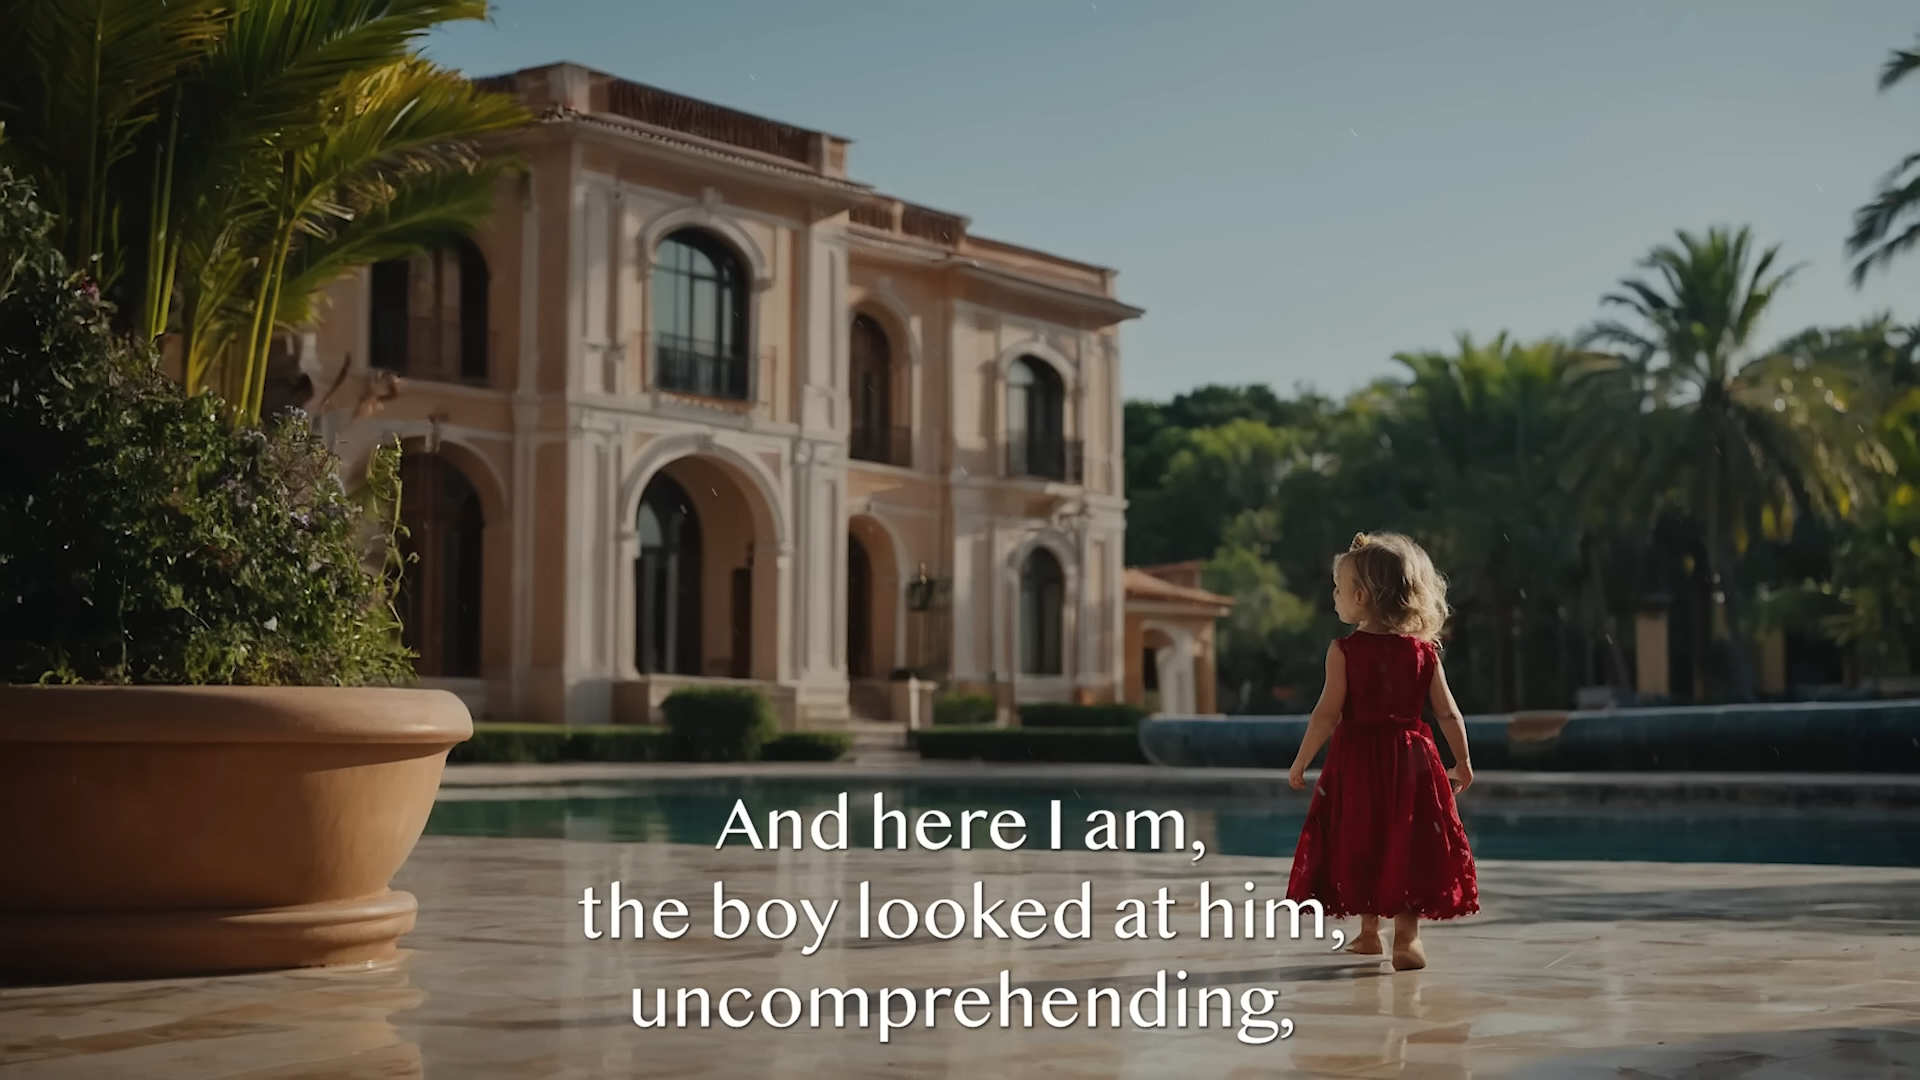 And here I am,
the boy looked at him,
uncomprehending,